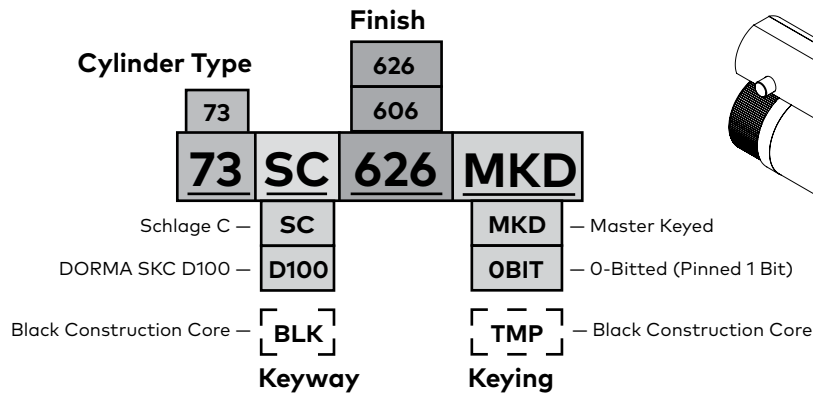 Finish
Cylinder Type
626
73
606
73 SC 626 MKD
Schlage C — SC
MKD — Master Keyed
DORMA SKC D100 — D100
0BIT — 0-Bitted (Pinned 1 Bit)
Black Construction Core — BLK
TMP — Black Construction Core
Keyway
Keying